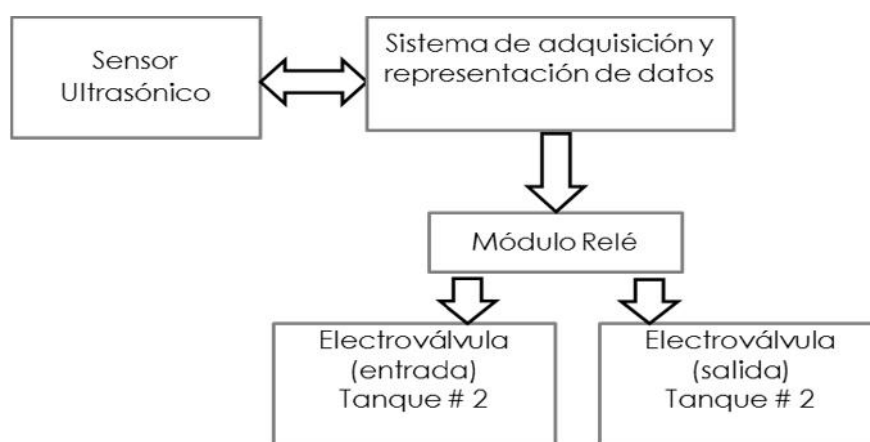 Sensor
Ultrasónico
Sistema de adquisición y
representación de datos
Módulo Relé
Electroválvula
(entrada)
Tanque # 2
Electroválvula
(salida)
Tanque # 2